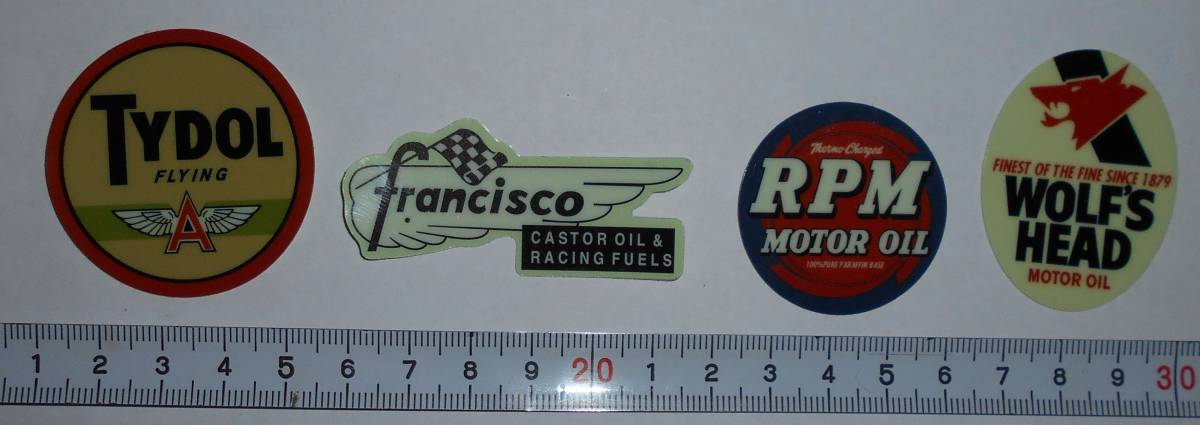 TYDOL
FLYING
A
francisco
CASTOR OIL &
RACING FUELS
Thermo-Charged
RPM
MOTOR OIL
100% PURE PARAFFIN BASE
FINEST OF THE FINE SINCE 1879
WOLF'S
HEAD
MOTOR OIL
1 2 3 4 5 6 7 8 9 20 1 2 3 4 5 6 7 8 9 30